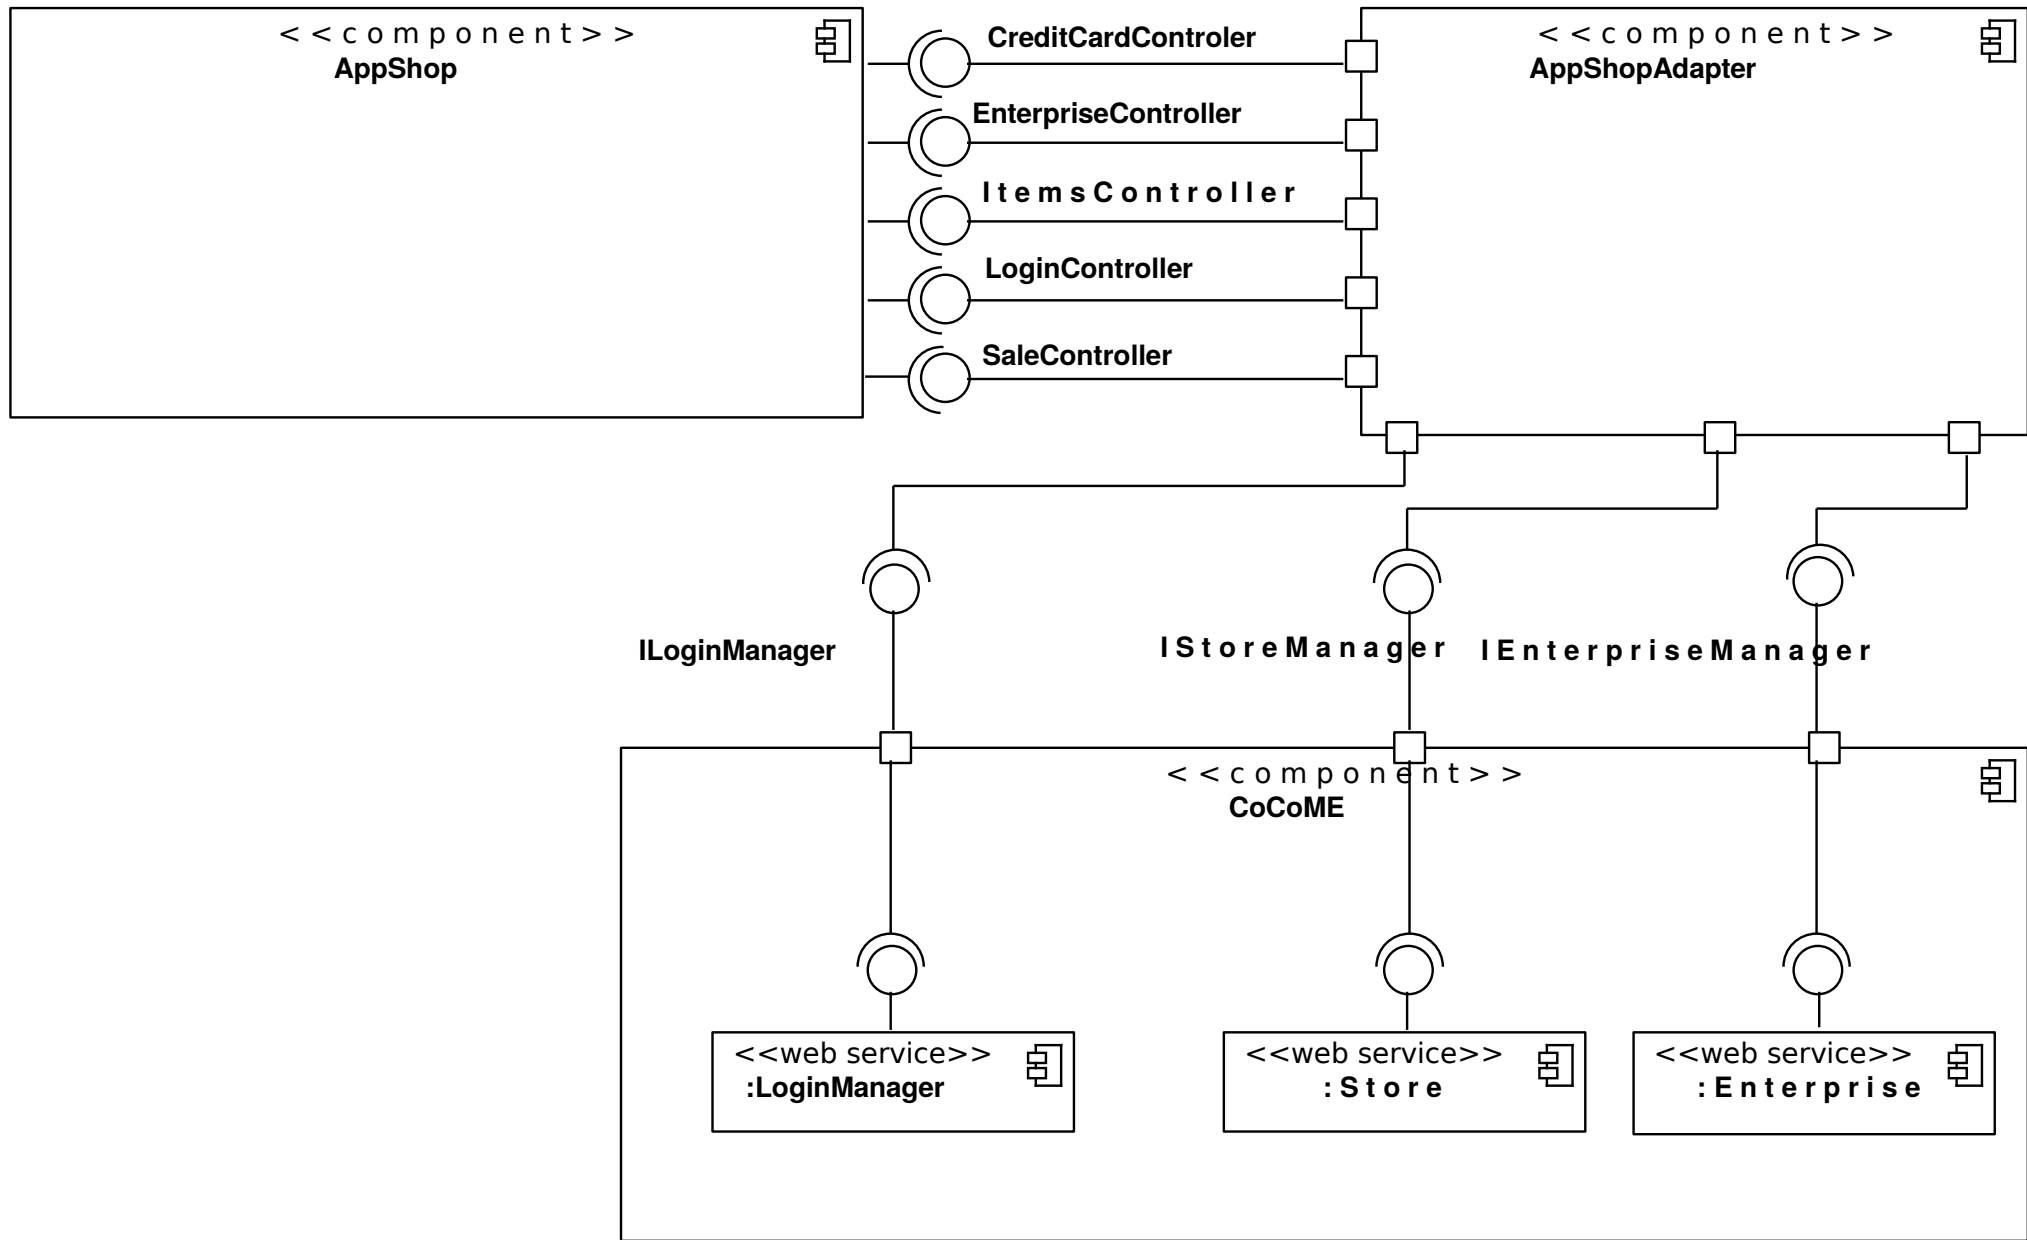 <<component>>
AppShop
CreditCardControler
EnterpriseController
ItemsController
LoginController
SaleController
<<component>>
AppShopAdapter
ILoginManager
IStoreManager
IEnterpriseManager
<<component>>
CoCoME
<<web service>>
:LoginManager
<<web service>>
:Store
<<web service>>
:Enterprise